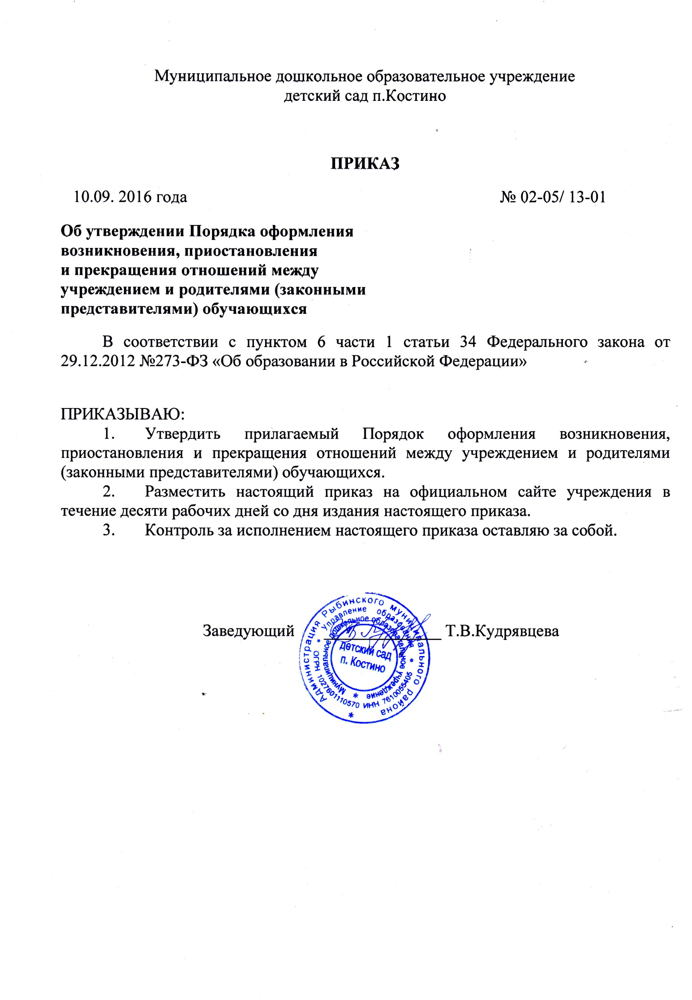 Муниципальное дошкольное образовательное учреждение
детский сад п.Костино
ПРИКАЗ
10.09. 2016 года № 02-05/ 13-01
Об утверждении Порядка оформления
возникновения, приостановления
и прекращения отношений между
учреждением и родителями (законными
представителями) обучающихся
В соответствии с пунктом 6 части 1 статьи 34 Федерального закона от
29.12.2012 №273-ФЗ «Об образовании в Российской Федерации»
ПРИКАЗЫВАЮ:
1. Утвердить прилагаемый Порядок оформления возникновения,
приостановления и прекращения отношений между учреждением и родителями
(законными представителями) обучающихся.
2. Разместить настоящий приказ на официальном сайте учреждения в
течение десяти рабочих дней со дня издания настоящего приказа.
3. Контроль за исполнением настоящего приказа оставляю за собой.
Заведующий ______________ Т.В.Кудрявцева
Администрация Рыбинского муниципального района *
* Управление образования *
ОГРН 1027601110570 ИНН 7610055405
Муниципальное дошкольное образовательное учреждение *
детский сад
п. Костино